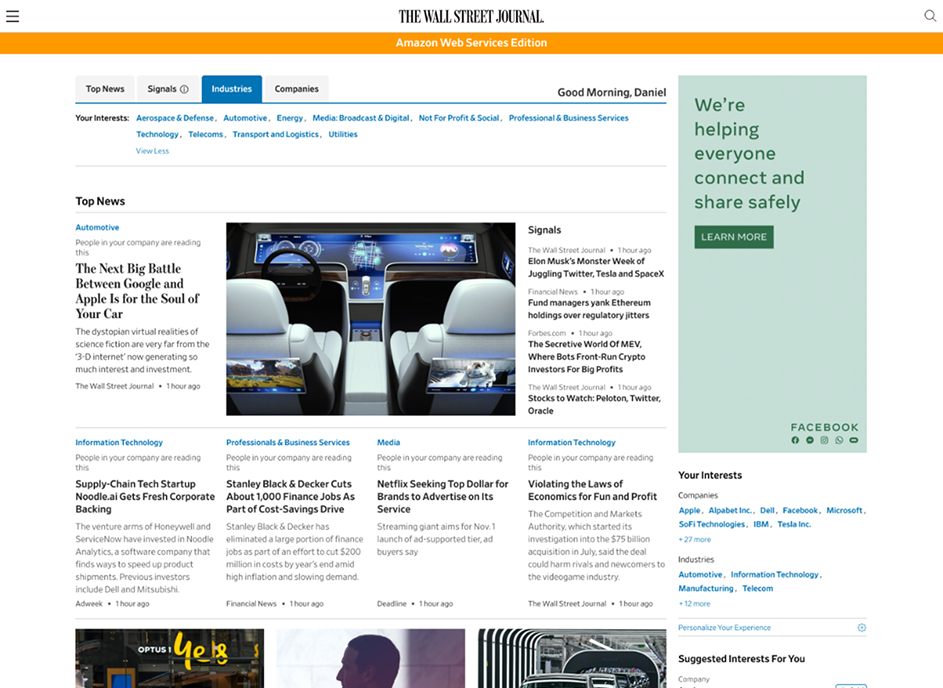 THE WALL STREET JOURNAL.
Amazon Web Services Edition
Top News
Signals
Industries
Companies
Good Morning, Daniel
Your Interests: Aerospace & Defense, Automotive, Energy, Media: Broadcast & Digital, Not For Profit & Social, Professional & Business Services
Technology, Telecoms, Transport and Logistics, Utilities
View Less
Top News
Automotive
People in your company are reading
this
The Next Big Battle
Between Google and
Apple Is for the Soul of
Your Car
The dystopian virtual realities of
science fiction are very far from the
'3-D internet' now generating so
much interest and investment.
The Wall Street Journal • 1 hour ago
Signals
The Wall Street Journal • 1 hour ago
Elon Musk's Monster Week of
Juggling Twitter, Tesla and SpaceX
Financial News • 1 hour ago
Fund managers yank Ethereum
holdings over regulatory jitters
Forbes.com • 1 hour ago
The Secretive World Of MEV,
Where Bots Front-Run Crypto
Investors For Big Profits
The Wall Street Journal • 1 hour ago
Stocks to Watch: Peloton, Twitter,
Oracle
Information Technology
People in your company are reading
this
Supply-Chain Tech Startup
Noodle.ai Gets Fresh Corporate
Backing
The venture arms of Honeywell and
ServiceNow have invested in Noodle
Analytics, a software company that
finds ways to speed up product
shipments. Previous investors
include Dell and Mitsubishi.
Adweek • 1 hour ago
Professionals & Business Services
People in your company are reading
this
Stanley Black & Decker Cuts
About 1,000 Finance Jobs As
Part of Cost-Savings Drive
Stanley Black & Decker has
eliminated a large portion of finance
jobs as part of an effort to cut $200
million in costs by year's end amid
high inflation and slowing demand.
Financial News • 1 hour ago
Media
People in your company are reading
this
Netflix Seeking Top Dollar for
Brands to Advertise on Its
Service
Streaming giant aims for Nov. 1
launch of ad-supported tier, ad
buyers say
Deadline • 1 hour ago
Information Technology
People in your company are reading
this
Violating the Laws of
Economics for Fun and Profit
The Competition and Markets
Authority, which started its
investigation into the $75 billion
acquisition in July, said the deal
could harm rivals and newcomers to
the videogame industry.
The Wall Street Journal • 1 hour ago
OPTUS
yes
We're
helping
everyone
connect and
share safely
LEARN MORE
FACEBOOK
Your Interests
Companies
Apple, Alpabet Inc., Dell, Facebook, Microsoft,
SoFi Technologies, IBM, Tesla Inc.
+ 27 more
Industries
Automotive, Information Technology,
Manufacturing, Telecom
+ 12 more
Personalize Your Experience
Suggested Interests For You
Company